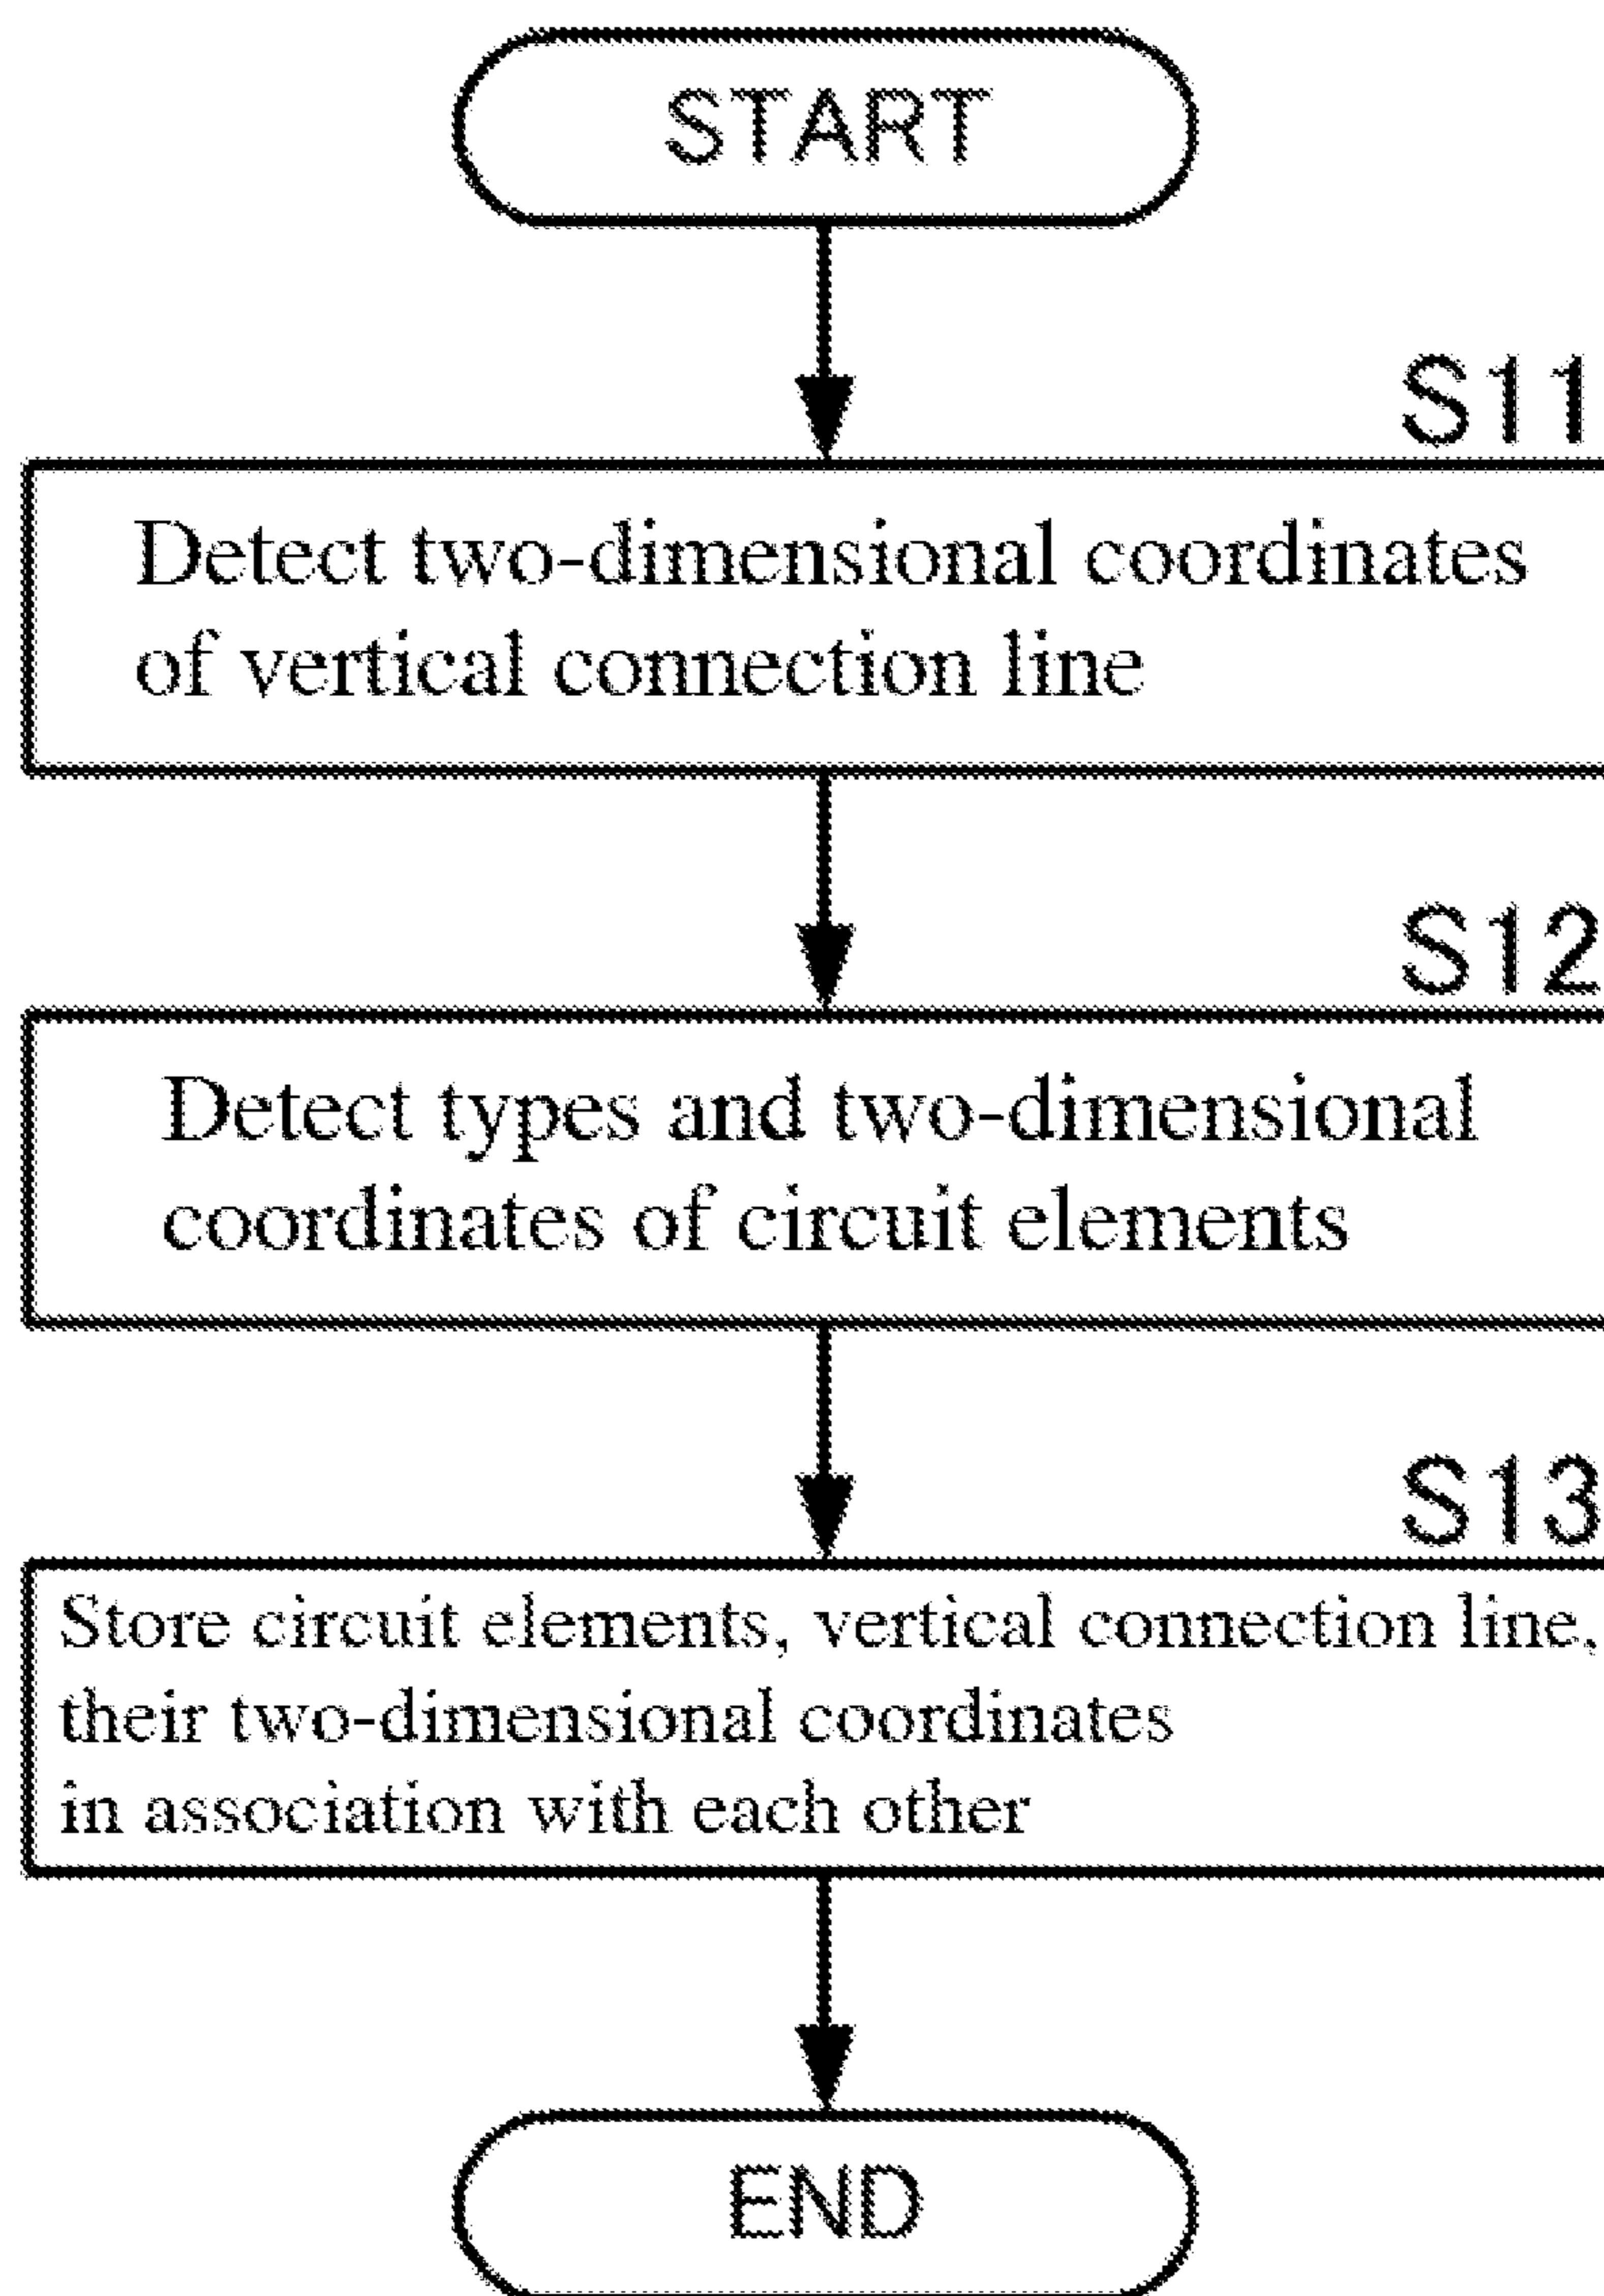 START
S11
Detect two-dimensional coordinates
of vertical connection line
S12
Detect types and two-dimensional
coordinates of circuit elements
S13
Store circuit elements, vertical connection line,
their two-dimensional coordinates
in association with each other
END